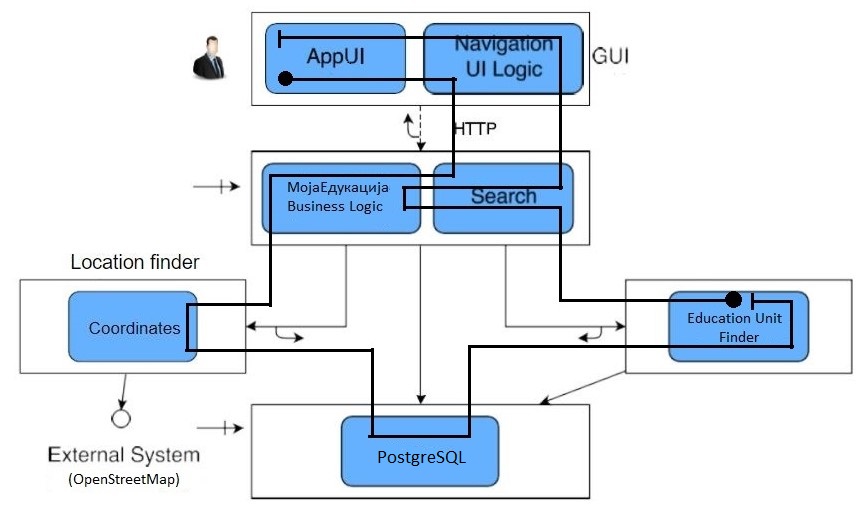 AppUI
Navigation
UI Logic
GUI
HTTP
МојаЕдукација
Business Logic
Search
Location finder
Coordinates
Education Unit
Finder
External System
(OpenStreetMap)
PostgreSQL